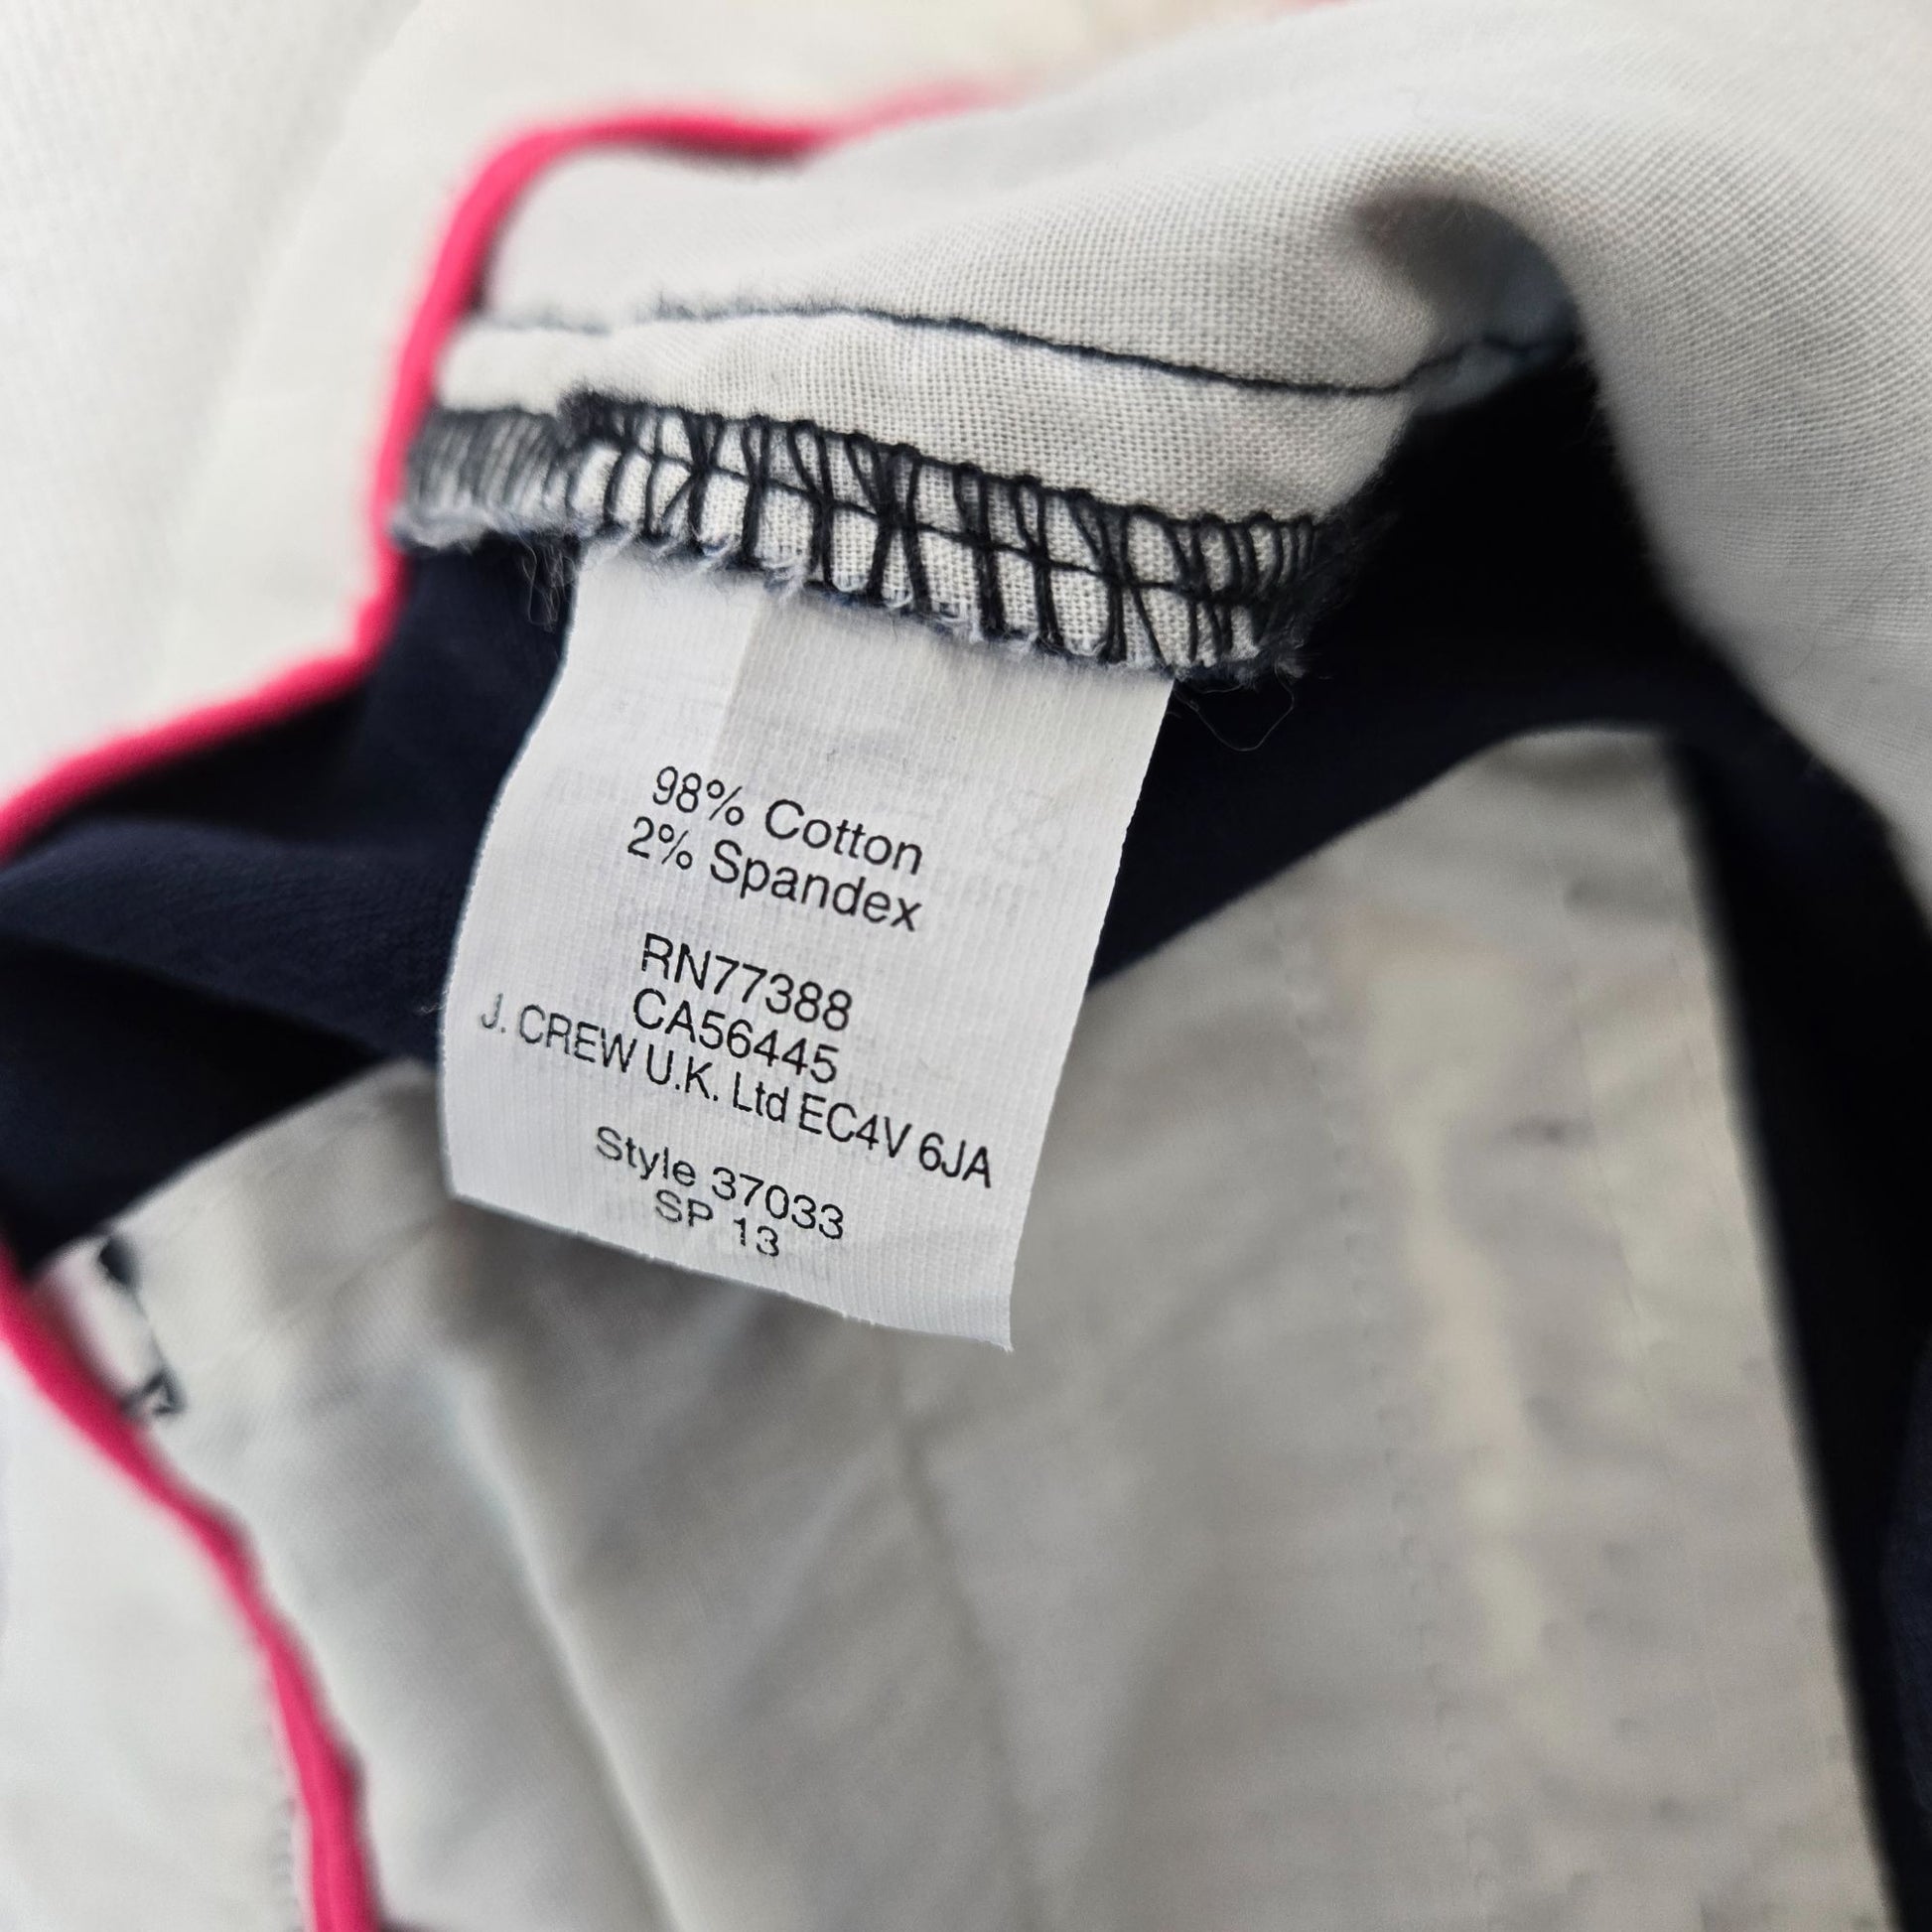 98% Cotton
2% Spandex
RN77388
CA56445
J. CREW U.K. Ltd EC4V 6JA
Style 37033
SP 13